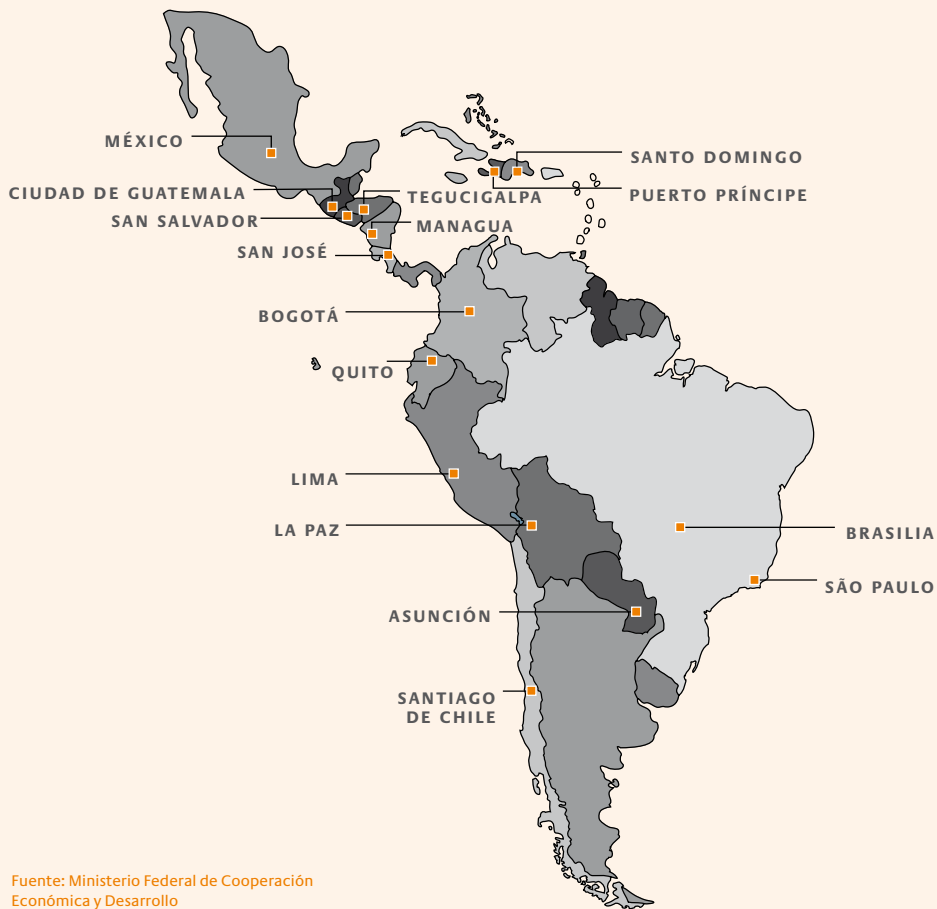 MÉXICO
SANTO DOMINGO
CIUDAD DE GUATEMALA
TEGUCIGALPA
PUERTO PRÍNCIPE
SAN SALVADOR
MANAGUA
SAN JOSÉ
BOGOTÁ
QUITO
LIMA
LA PAZ
BRASILIA
SÃO PAULO
ASUNCIÓN
SANTIAGO
DE CHILE
Fuente: Ministerio Federal de Cooperación
Económica y Desarrollo